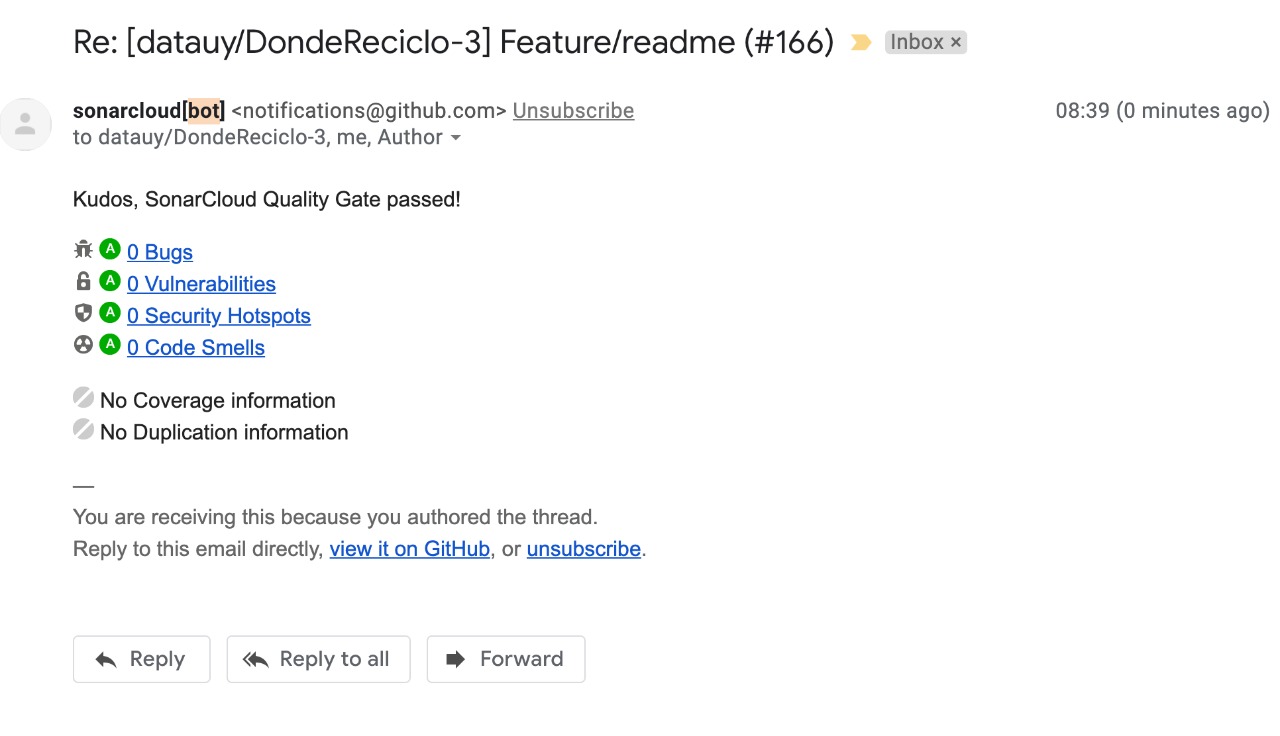 Re: [datauy/DondeReciclo-3] Feature/readme (#166) Inbox ×
sonarcloud[bot] <notifications@github.com> Unsubscribe 08:39 (0 minutes ago)
to datauy/DondeReciclo-3, me, Author
Kudos, SonarCloud Quality Gate passed!
A 0 Bugs
A 0 Vulnerabilities
A 0 Security Hotspots
A 0 Code Smells
No Coverage information
No Duplication information
—
You are receiving this because you authored the thread.
Reply to this email directly, view it on GitHub, or unsubscribe.
Reply Reply to all Forward